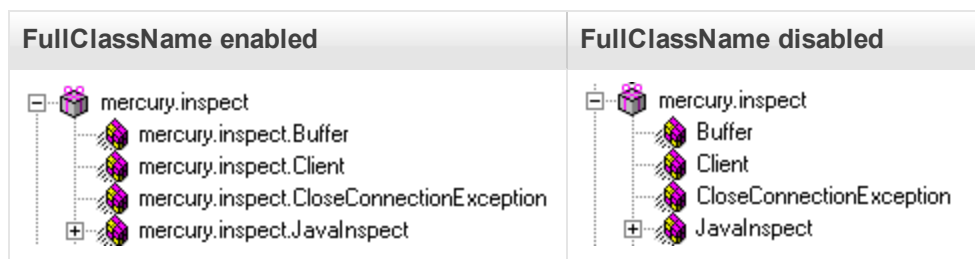 FullClassName enabled
FullClassName disabled
mercury.inspect
mercury.inspect.Buffer
mercury.inspect.Client
mercury.inspect.CloseConnectionException
mercury.inspect.JavaInspect
mercury.inspect
Buffer
Client
CloseConnectionException
JavaInspect